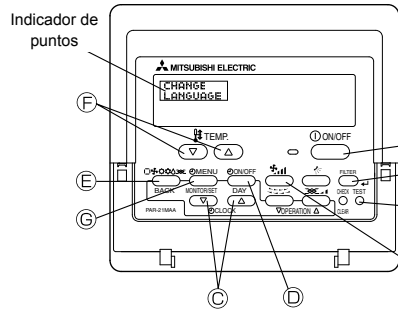 Indicador de
puntos
MITSUBISHI ELECTRIC
CHANGE
LANGUAGE
F
TEMP.
ON/OFF
E
MENU
ON/OFF
FILTER
BACK
MONITOR/SET
DAY
CHECK TEST
G
PAR-21MAA
CLOCK
OPERATION
CLEAR
C
D